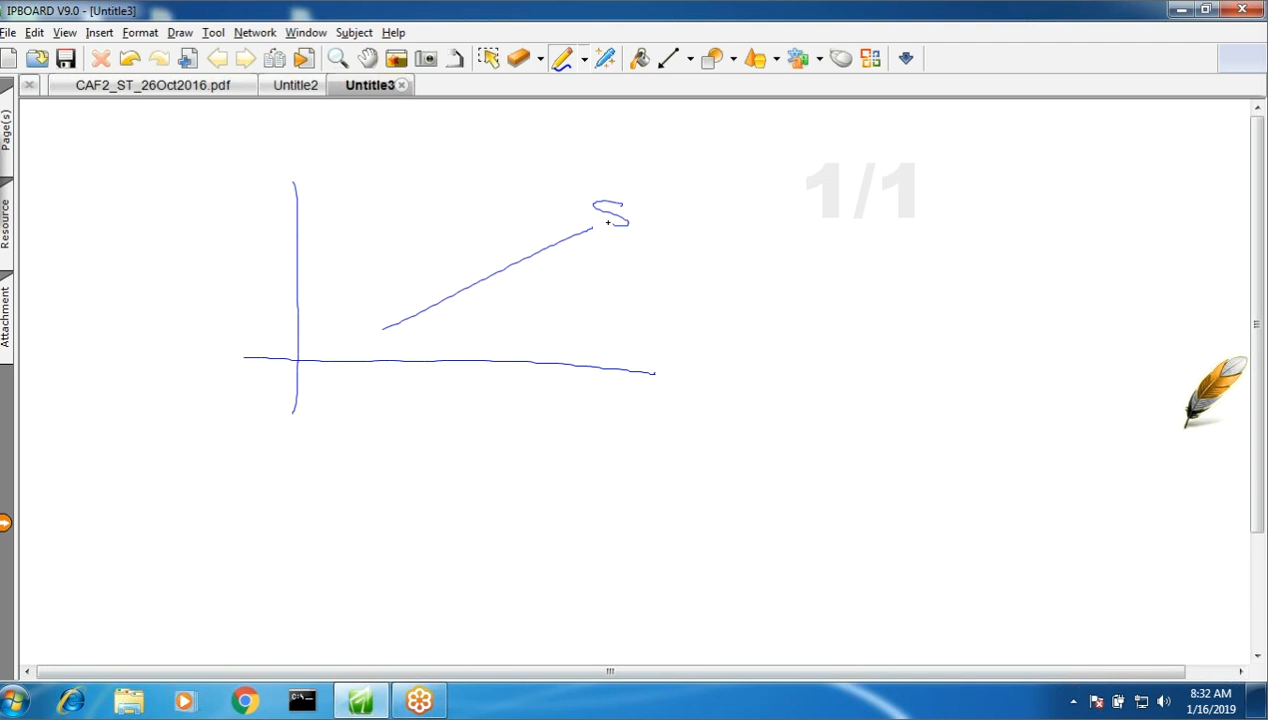 IPBOARD V9.0 - [Untitle3]
File Edit View Insert Format Draw Tool Network Window Subject Help
CAF2_ST_26Oct2016.pdf Untitle2 Untitle3
Page(s)
Resource
Attachment
1/1
S
8:32 AM
1/16/2019